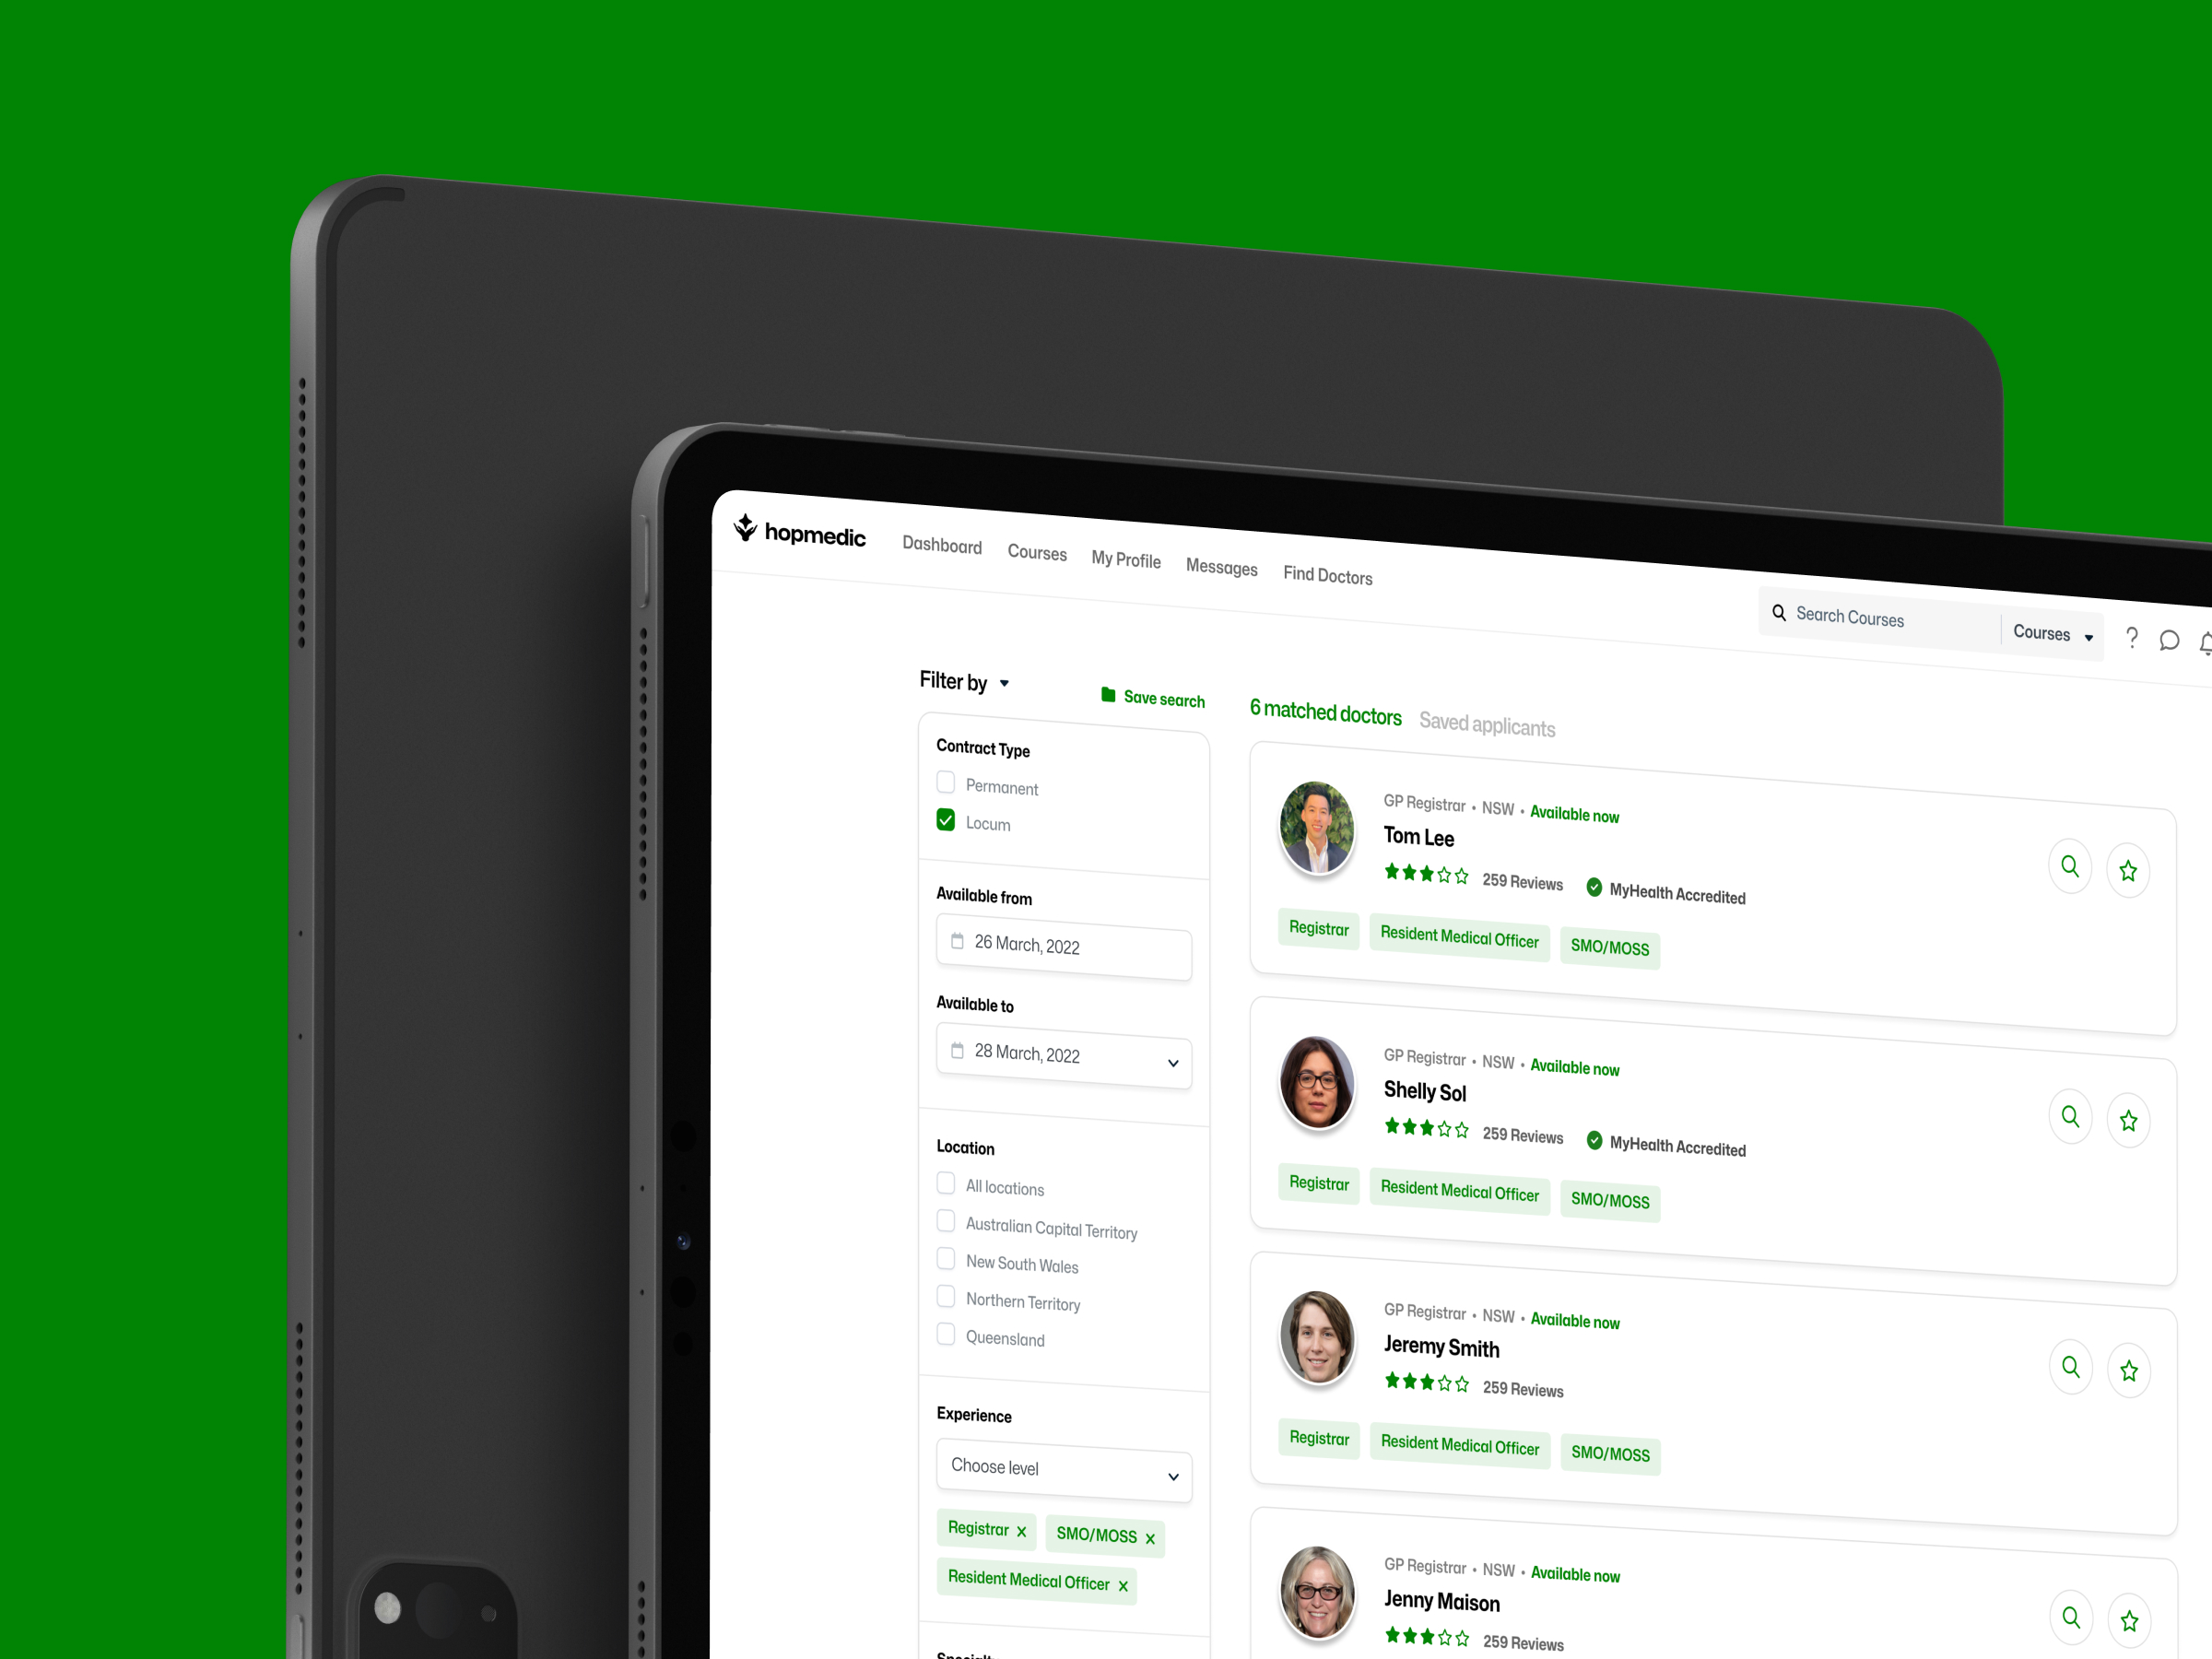 hopmedic
Dashboard Courses My Profile Messages Find Doctors
Search Courses Courses ?
Filter by
Save search
Contract Type
Permanent
Locum
Available from
26 March, 2022
Available to
28 March, 2022
Location
All locations
Australian Capital Territory
New South Wales
Northern Territory
Queensland
Experience
Choose level
Registrar x SMO/MOSS x
Resident Medical Officer x
6 matched doctors Saved applicants
GP Registrar • NSW • Available now
Tom Lee
259 Reviews MyHealth Accredited
Registrar Resident Medical Officer SMO/MOSS
GP Registrar • NSW • Available now
Shelly Sol
259 Reviews MyHealth Accredited
Registrar Resident Medical Officer SMO/MOSS
GP Registrar • NSW • Available now
Jeremy Smith
259 Reviews
Registrar Resident Medical Officer SMO/MOSS
GP Registrar • NSW • Available now
Jenny Maison
259 Reviews